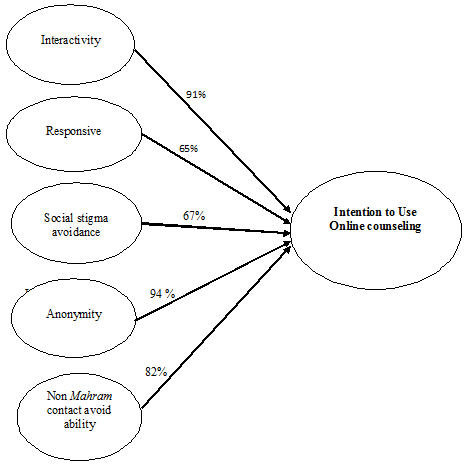 Interactivity
91%
Responsive
65%
Social stigma
avoidance
67%
Intention to Use
Online counseling
Anonymity
94 %
Non Mahram
contact avoid
ability
82%